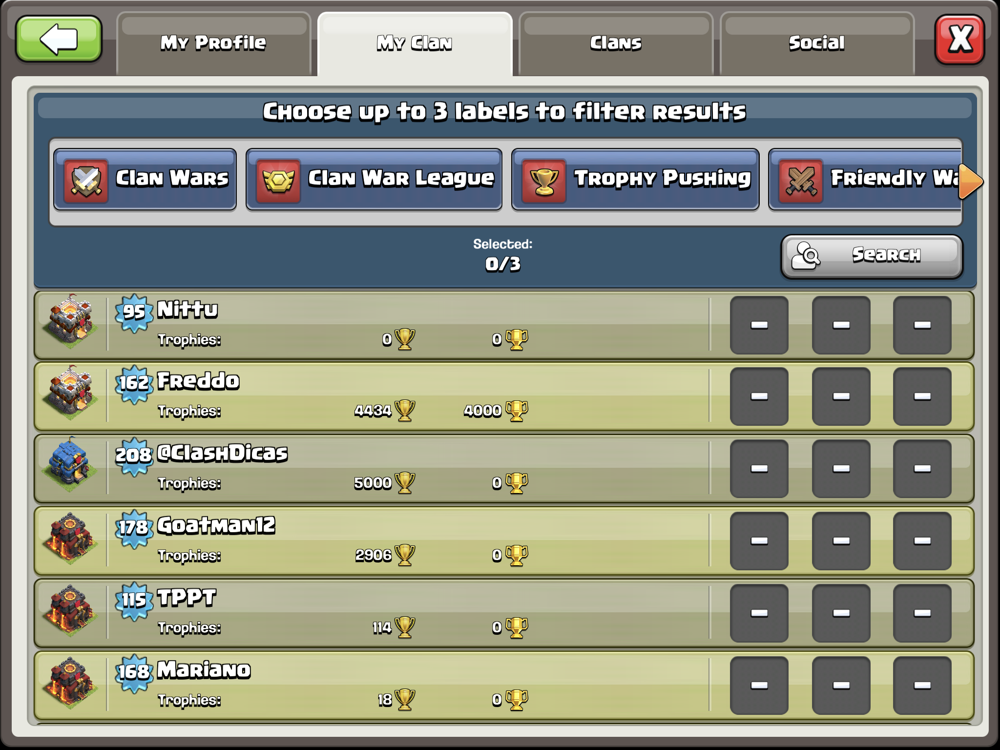 My Profile
My Clan
Clans
Social
X
Choose up to 3 labels to filter results
Clan Wars
Clan War League
Trophy Pushing
Friendly Wa
Selected:
0/3
Search
95 Nittu
Trophies: 0 0
162 Freddo
Trophies: 4434 4000
208 @ClashDicas
Trophies: 5000 0
178 Goatman12
Trophies: 2906 0
115 TPPT
Trophies: 114 0
168 Mariano
Trophies: 18 0